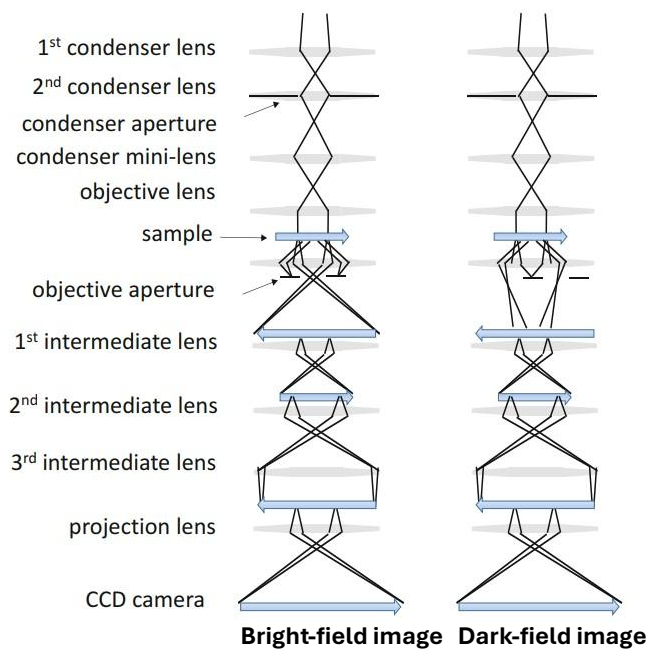 1st condenser lens
2nd condenser lens
condenser aperture
condenser mini-lens
objective lens
sample
objective aperture
1st intermediate lens
2nd intermediate lens
3rd intermediate lens
projection lens
CCD camera
Bright-field image Dark-field image